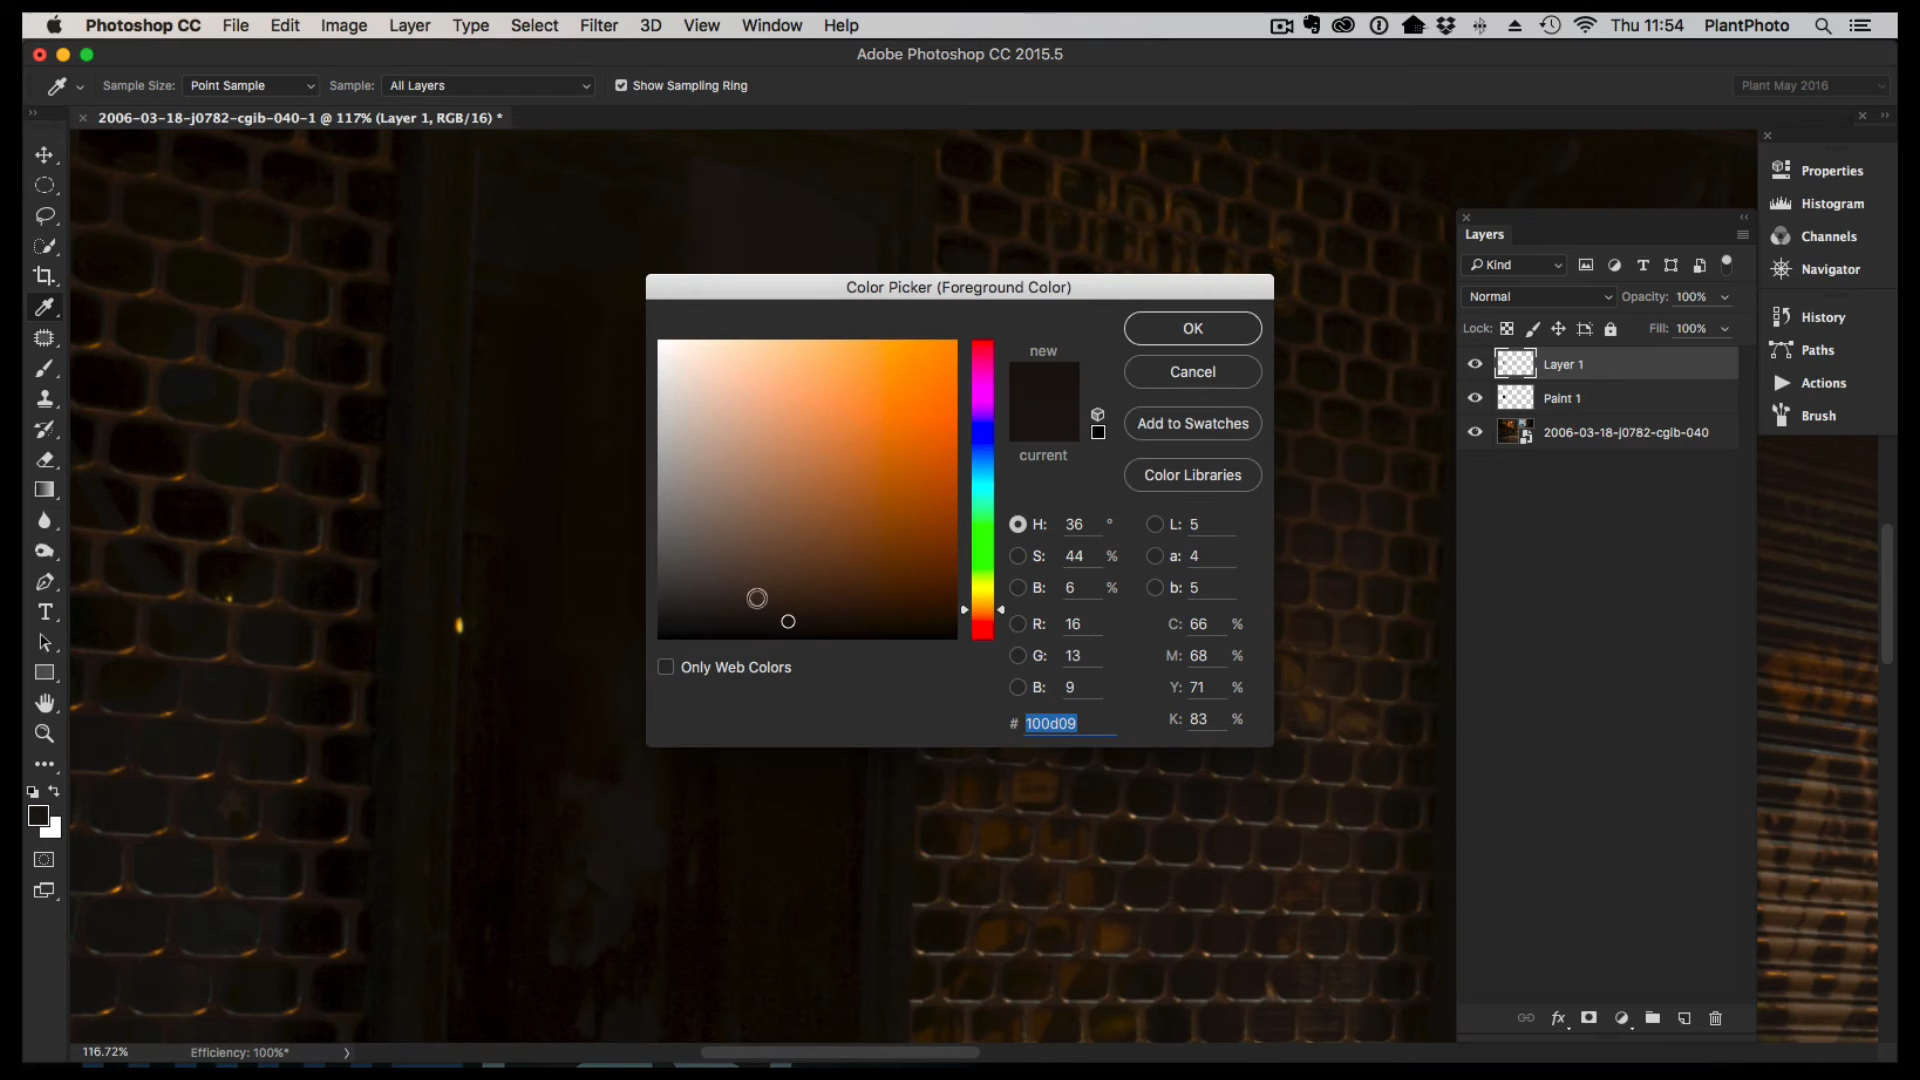 Photoshop CC File Edit Image Layer Type Select Filter 3D View Window Help Thu 11:54 PlantPhoto
Adobe Photoshop CC 2015.5
Sample Size: Point Sample Sample: All Layers Show Sampling Ring Plant May 2016
2006-03-18-j0782-cgib-040-1 @ 117% (Layer 1, RGB/16) *
Properties
Histogram
Channels
Navigator
History
Paths
Actions
Brush
Layers
Kind
Normal Opacity: 100%
Lock: Fill: 100%
Layer 1
Paint 1
2006-03-18-j0782-cgib-040
Color Picker (Foreground Color)
new
current
OK
Cancel
Add to Swatches
Color Libraries
H: 36 ° L: 5
S: 44 % a: 4
B: 6 % b: 5
R: 16 C: 66 %
G: 13 M: 68 %
B: 9 Y: 71 %
# 100d09 K: 83 %
Only Web Colors
116.72% Efficiency: 100%*